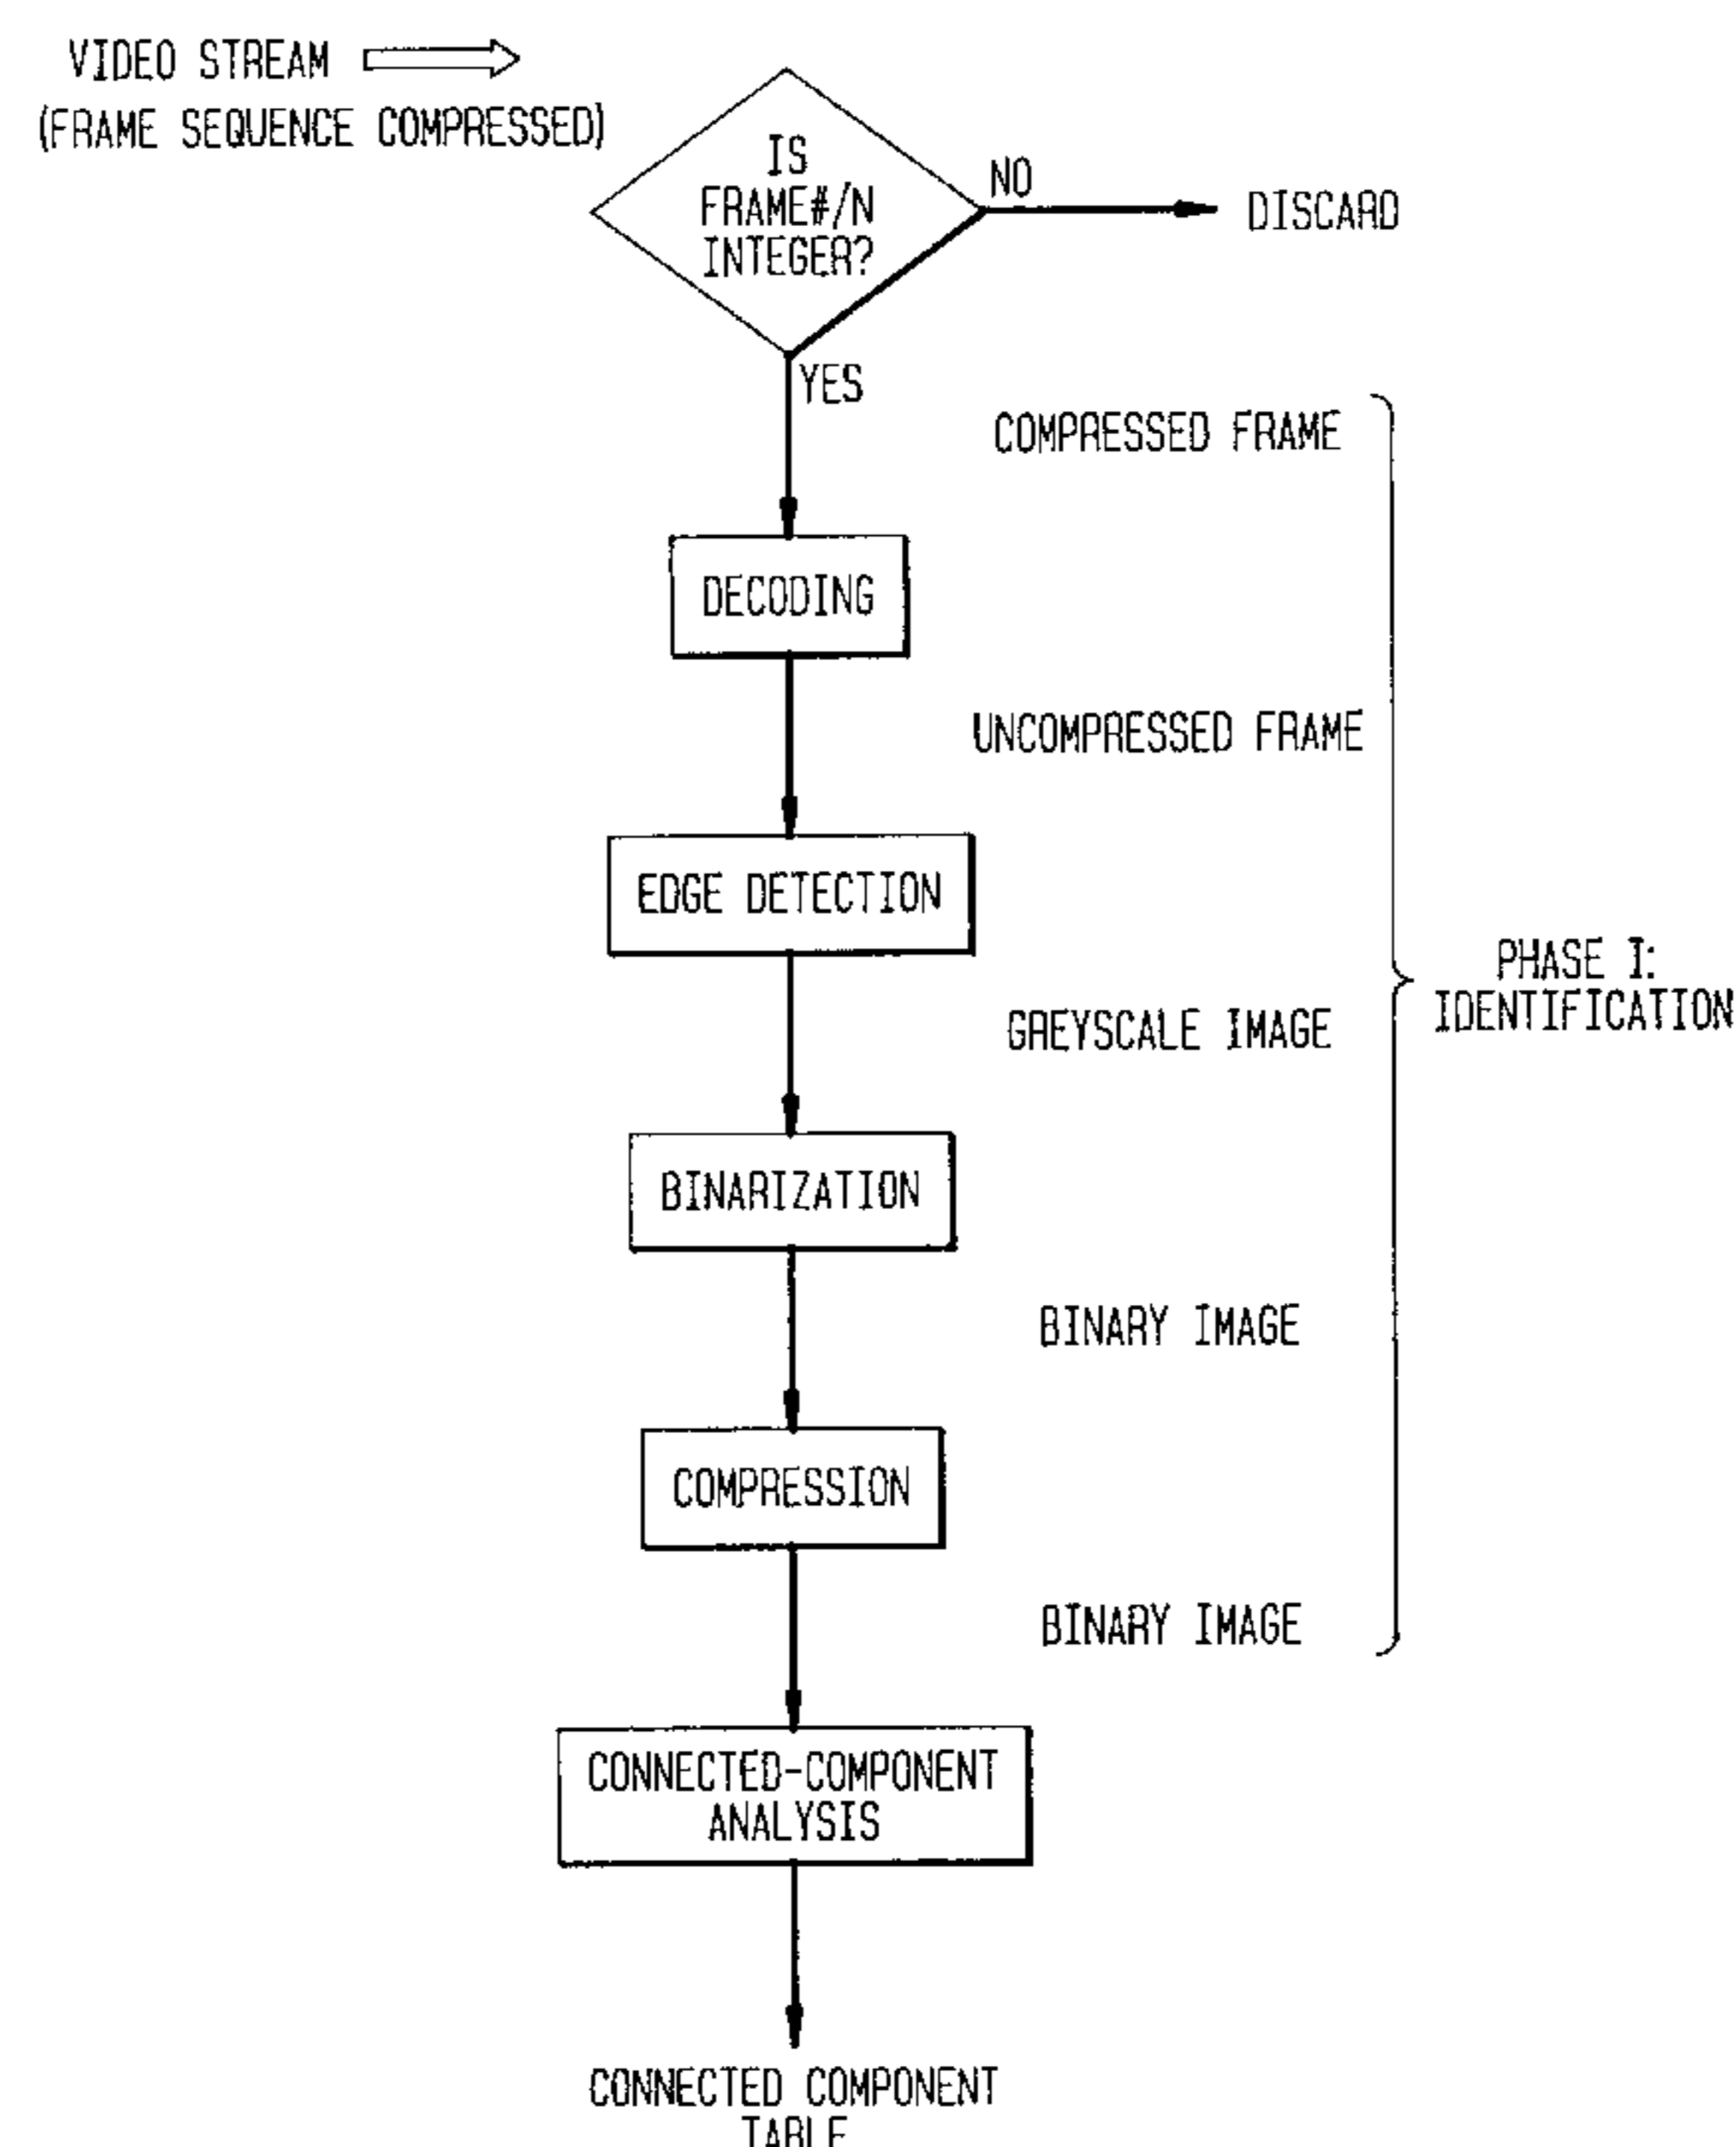 VIDEO STREAM
(FRAME SEQUENCE COMPRESSED)
IS
FRAME#/N
INTEGER?
NO
DISCARD
YES
COMPRESSED FRAME
DECODING
UNCOMPRESSED FRAME
EDGE DETECTION
GREYSCALE IMAGE
PHASE I:
IDENTIFICATION
BINARIZATION
BINARY IMAGE
COMPRESSION
BINARY IMAGE
CONNECTED-COMPONENT
ANALYSIS
CONNECTED COMPONENT
TABLE